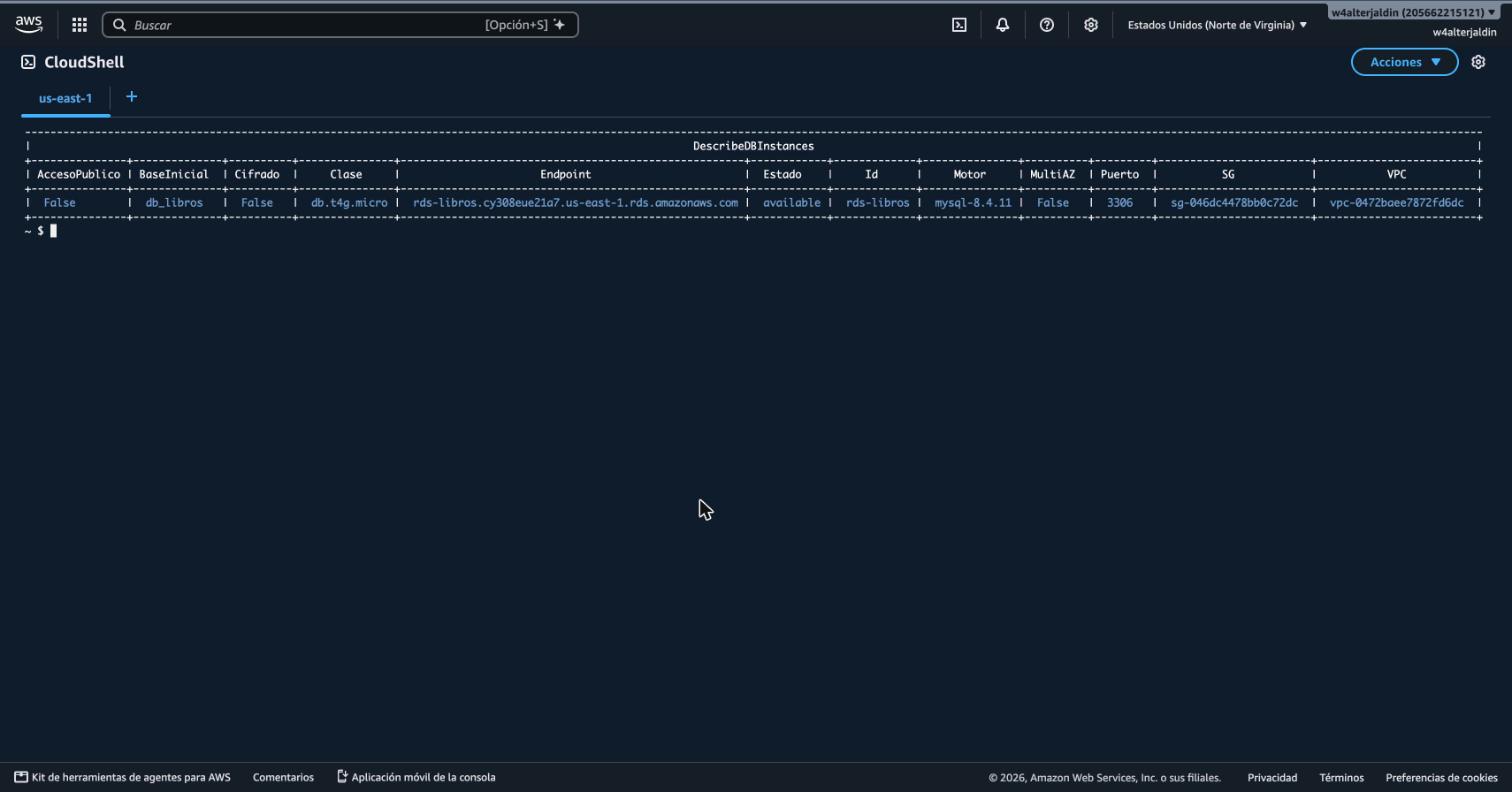 aws
Buscar [Opción+S]
Estados Unidos (Norte de Virginia) ▼
w4alterjaldin (205662215121) ▼
w4alterjaldin
CloudShell
Acciones ▼
us-east-1 +
DescribeDBInstances
| AccesoPublico | BaseInicial | Cifrado | Clase | Endpoint | Estado | Id | Motor | MultiAZ | Puerto | SG | VPC |
| False | db_libros | False | db.t4g.micro | rds-libros.cy308eue21a7.us-east-1.rds.amazonaws.com | available | rds-libros | mysql-8.4.11 | False | 3306 | sg-046dc4478bb0c72dc | vpc-0472baee7872fd6dc |
~ $
Kit de herramientas de agentes para AWS Comentarios Aplicación móvil de la consola © 2026, Amazon Web Services, Inc. o sus filiales. Privacidad Términos Preferencias de cookies